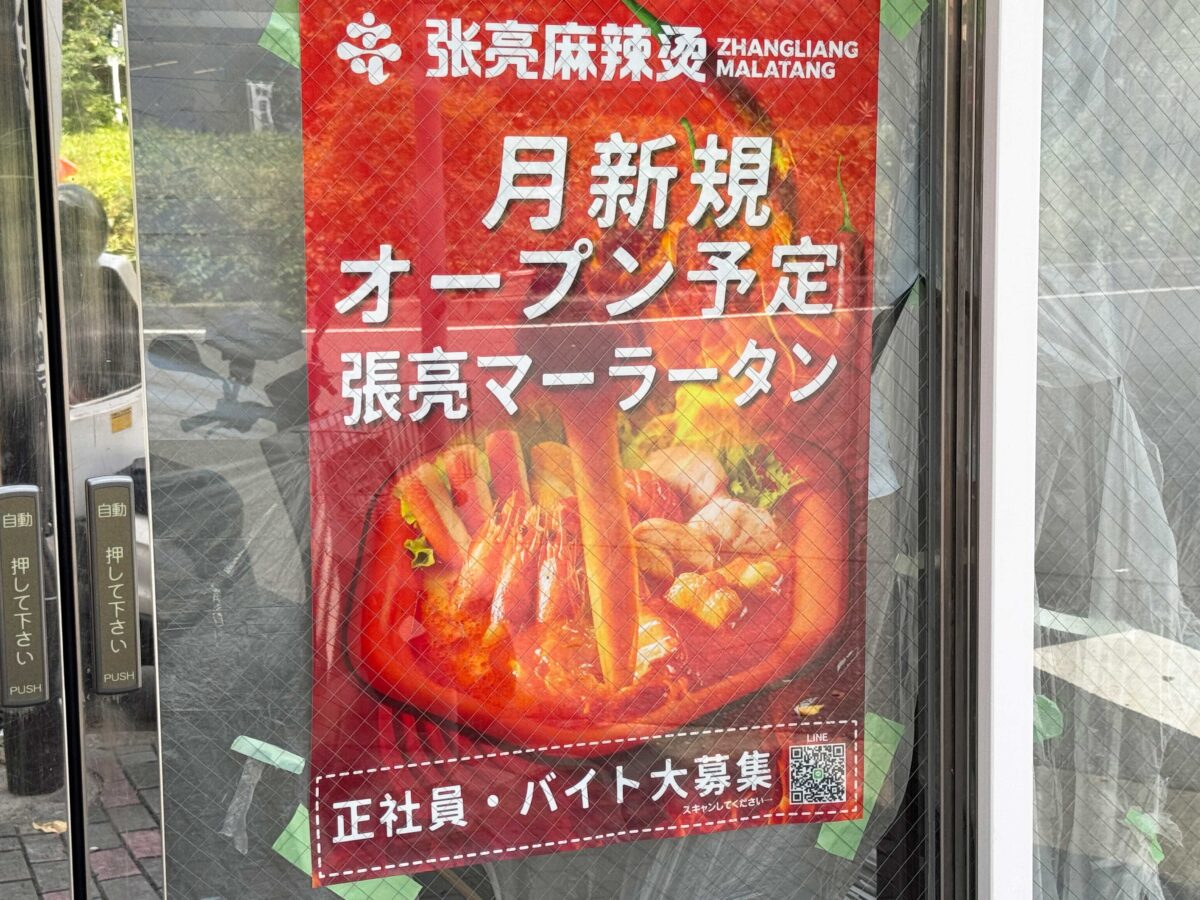 张亮麻辣烫 ZHANGLIANG MALATANG
月新規
オープン予定
張亮マーラータン
正社員・バイト大募集
スキャンしてください
LINE
自動 押して下さい PUSH
自動 押して下さい PUSH